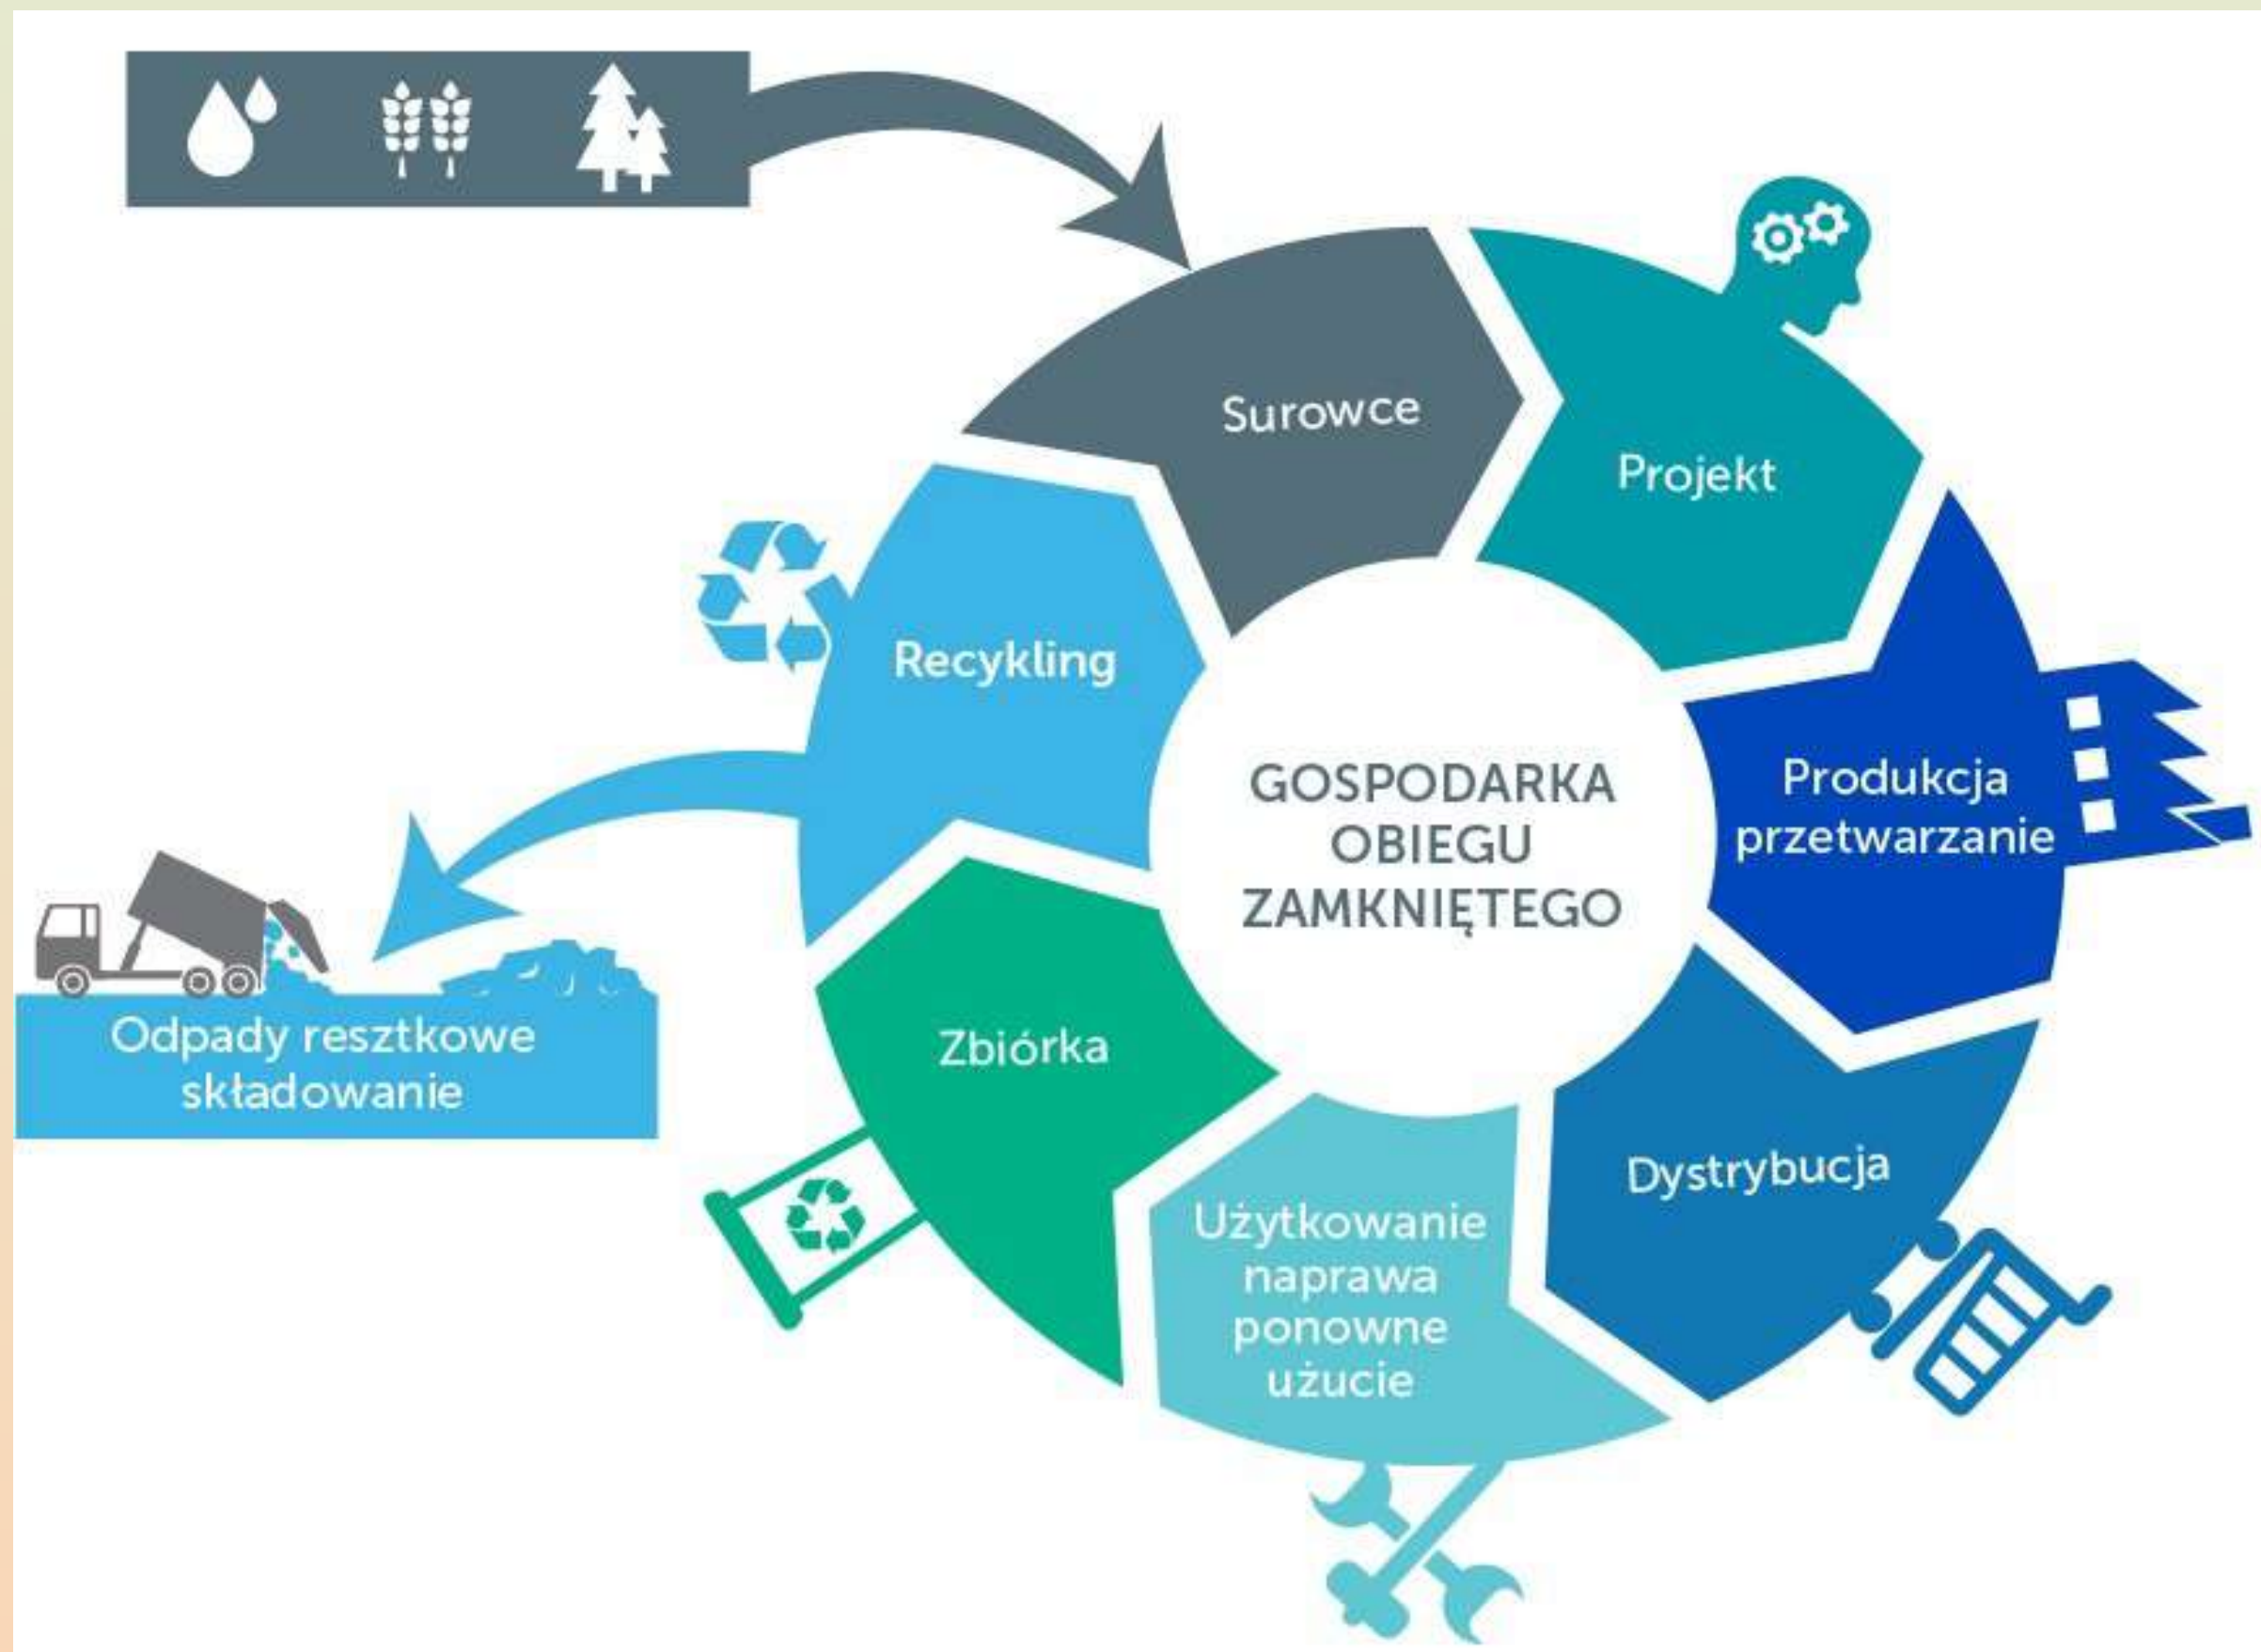 Surowce
Projekt
Produkcja
przetwarzanie
Dystrybucja
Użytkowanie
naprawa
ponowne
użucie
Zbiórka
Recykling
Odpady resztkowe
składowanie
GOSPODARKA
OBIEGU
ZAMKNIĘTEGO